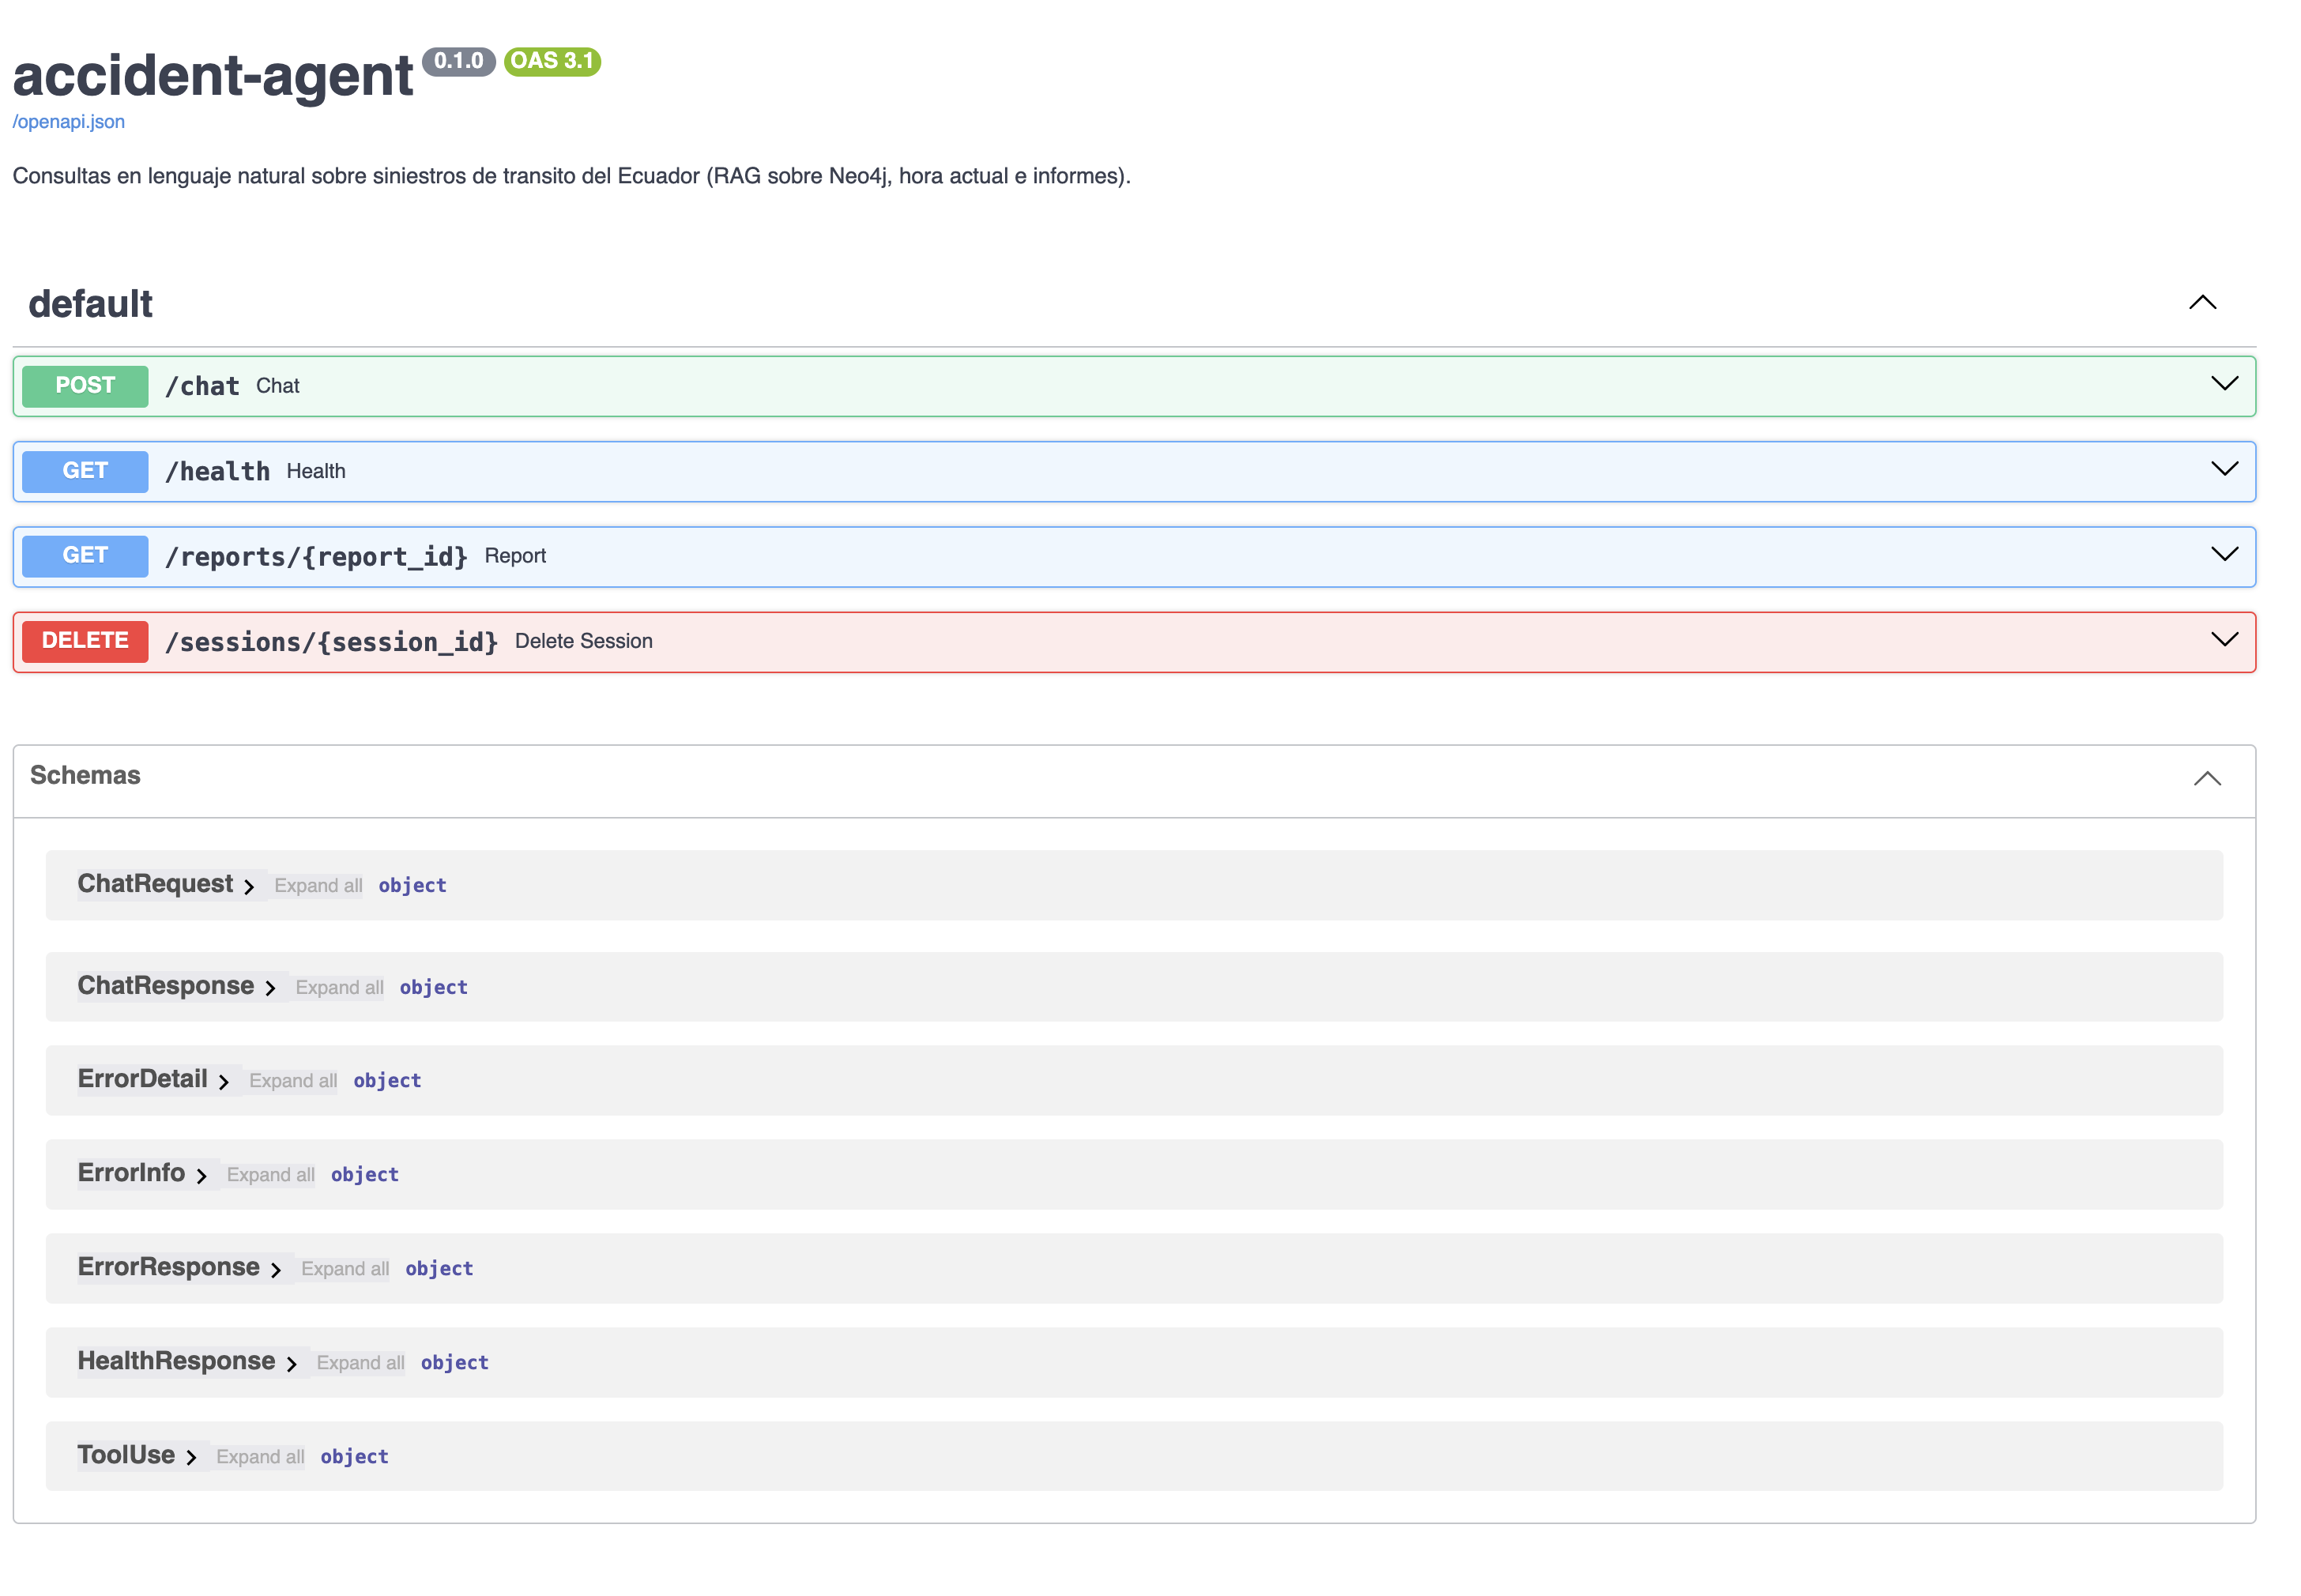 accident-agent 0.1.0 OAS 3.1
/openapi.json
Consultas en lenguaje natural sobre siniestros de transito del Ecuador (RAG sobre Neo4j, hora actual e informes).
default
POST /chat Chat
GET /health Health
GET /reports/{report_id} Report
DELETE /sessions/{session_id} Delete Session
Schemas
ChatRequest Expand all object
ChatResponse Expand all object
ErrorDetail Expand all object
ErrorInfo Expand all object
ErrorResponse Expand all object
HealthResponse Expand all object
ToolUse Expand all object